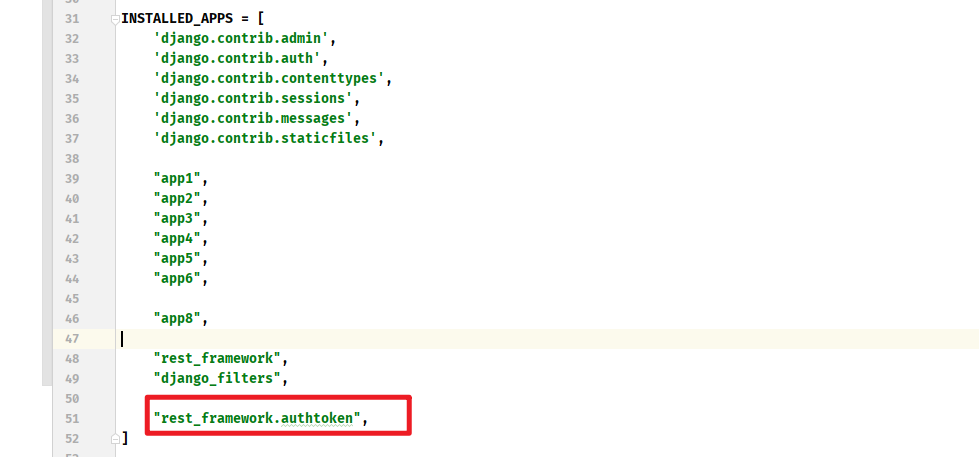 31 INSTALLED_APPS = [
32 'django.contrib.admin',
33 'django.contrib.auth',
34 'django.contrib.contenttypes',
35 'django.contrib.sessions',
36 'django.contrib.messages',
37 'django.contrib.staticfiles',
38
39 "app1",
40 "app2",
41 "app3",
42 "app4",
43 "app5",
44 "app6",
45
46 "app8",
47
48 "rest_framework",
49 "django_filters",
50
51 "rest_framework.authtoken",
52 ]